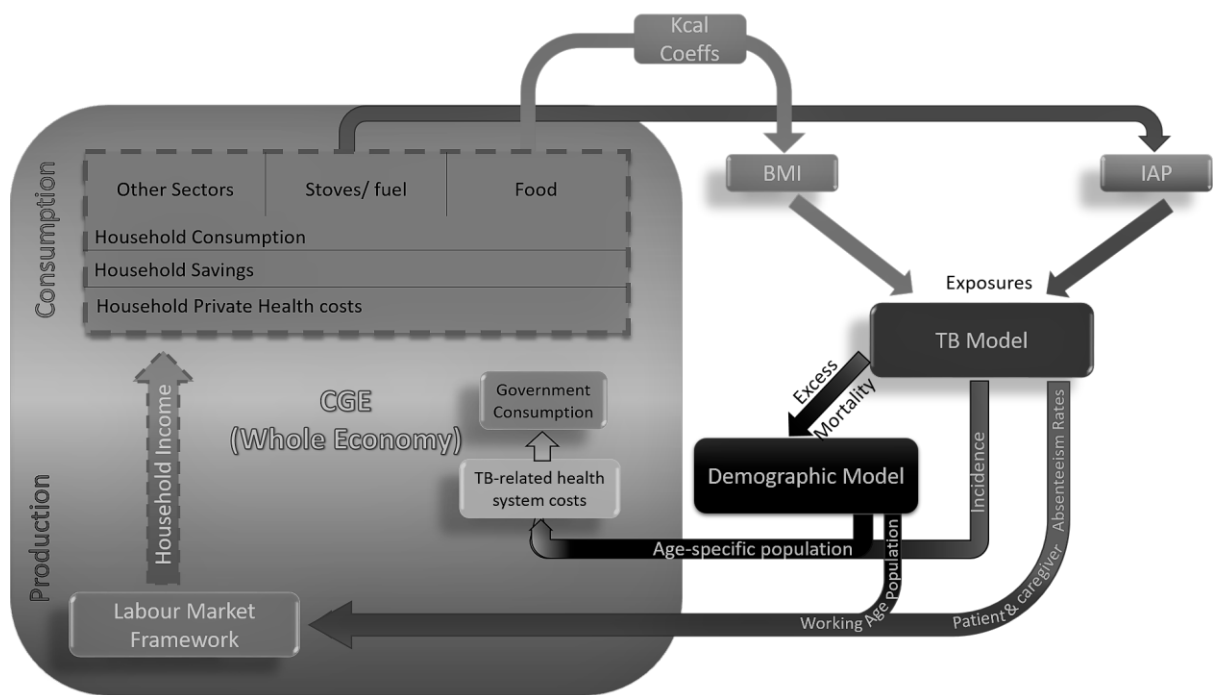 Kcal
Coeffs
Consumption
Other Sectors
Stoves/ fuel
Food
BMI
IAP
Household Consumption
Household Savings
Household Private Health costs
Exposures
TB Model
Excess
Mortality
Government
Consumption
CGE
(Whole Economy)
Household Income
Incidence
Absenteeism Rates
Patient & caregiver
Demographic Model
TB-related health
system costs
Production
Age-specific population
Working Age Population
Labour Market
Framework